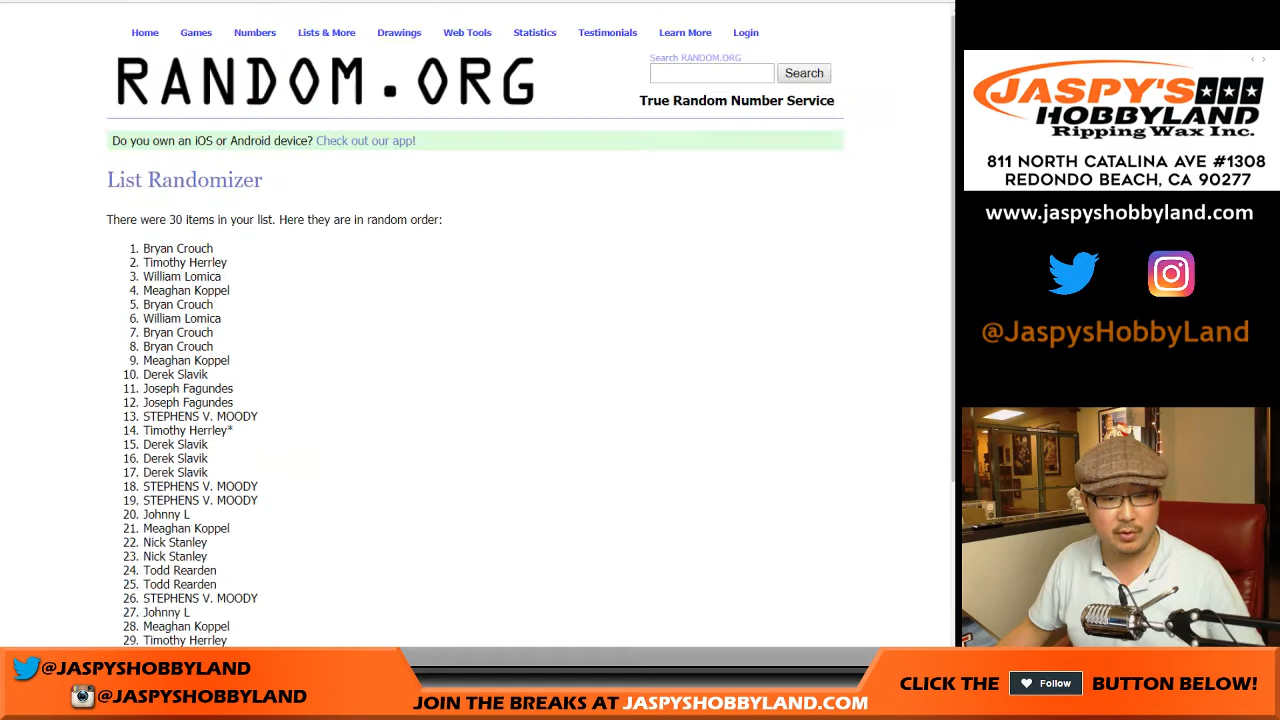 Home Games Numbers Lists & More Drawings Web Tools Statistics Testimonials Learn More Login
RANDOM.ORG
Search RANDOM.ORG
Search
True Random Number Service
Do you own an iOS or Android device? Check out our app!
List Randomizer
There were 30 items in your list. Here they are in random order:
1. Bryan Crouch
2. Timothy Herrley
3. William Lomica
4. Meaghan Koppel
5. Bryan Crouch
6. William Lomica
7. Bryan Crouch
8. Bryan Crouch
9. Meaghan Koppel
10. Derek Slavik
11. Joseph Fagundes
12. Joseph Fagundes
13. STEPHENS V. MOODY
14. Timothy Herrley*
15. Derek Slavik
16. Derek Slavik
17. Derek Slavik
18. STEPHENS V. MOODY
19. STEPHENS V. MOODY
20. Johnny L
21. Meaghan Koppel
22. Nick Stanley
23. Nick Stanley
24. Todd Rearden
25. Todd Rearden
26. STEPHENS V. MOODY
27. Johnny L
28. Meaghan Koppel
29. Timothy Herrley
JASPY'S
HOBBYLAND
Ripping Wax Inc.
811 NORTH CATALINA AVE #1308
REDONDO BEACH, CA 90277
www.jaspyshobbyland.com
@JaspysHobbyLand
@JASPYSHOBBYLAND
@JASPYSHOBBYLAND
JOIN THE BREAKS AT JASPYSHOBBYLAND.COM
CLICK THE Follow BUTTON BELOW!